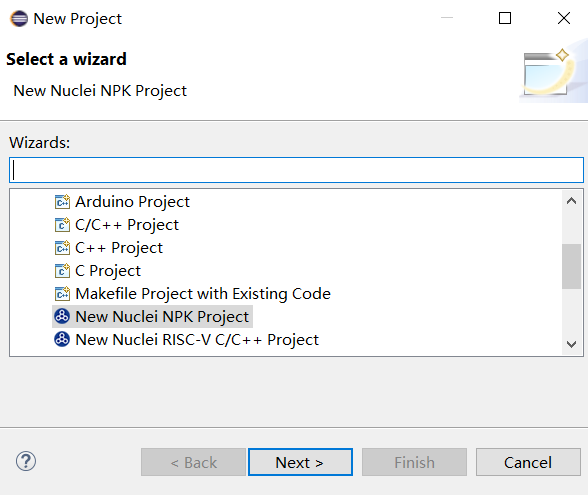 New Project
Select a wizard
New Nuclei NPK Project
Wizards:
Arduino Project
C/C++ Project
C++ Project
C Project
Makefile Project with Existing Code
New Nuclei NPK Project
New Nuclei RISC-V C/C++ Project
< Back Next > Finish Cancel